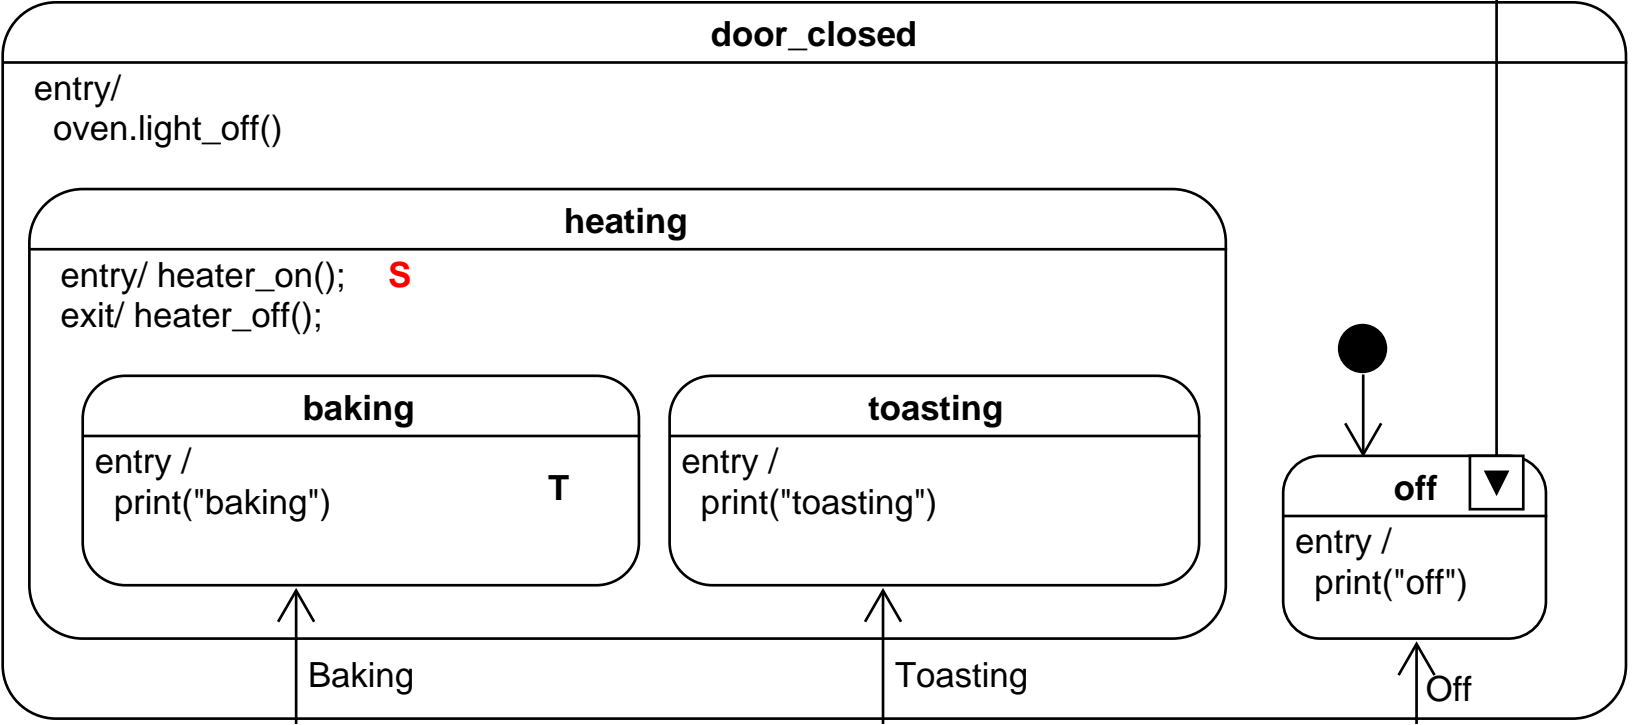 door_closed
entry/
oven.light_off()
heating
entry/ heater_on(); S
exit/ heater_off();
baking
entry /
print("baking")
T
toasting
entry /
print("toasting")
off
entry /
print("off")
Baking
Toasting
Off